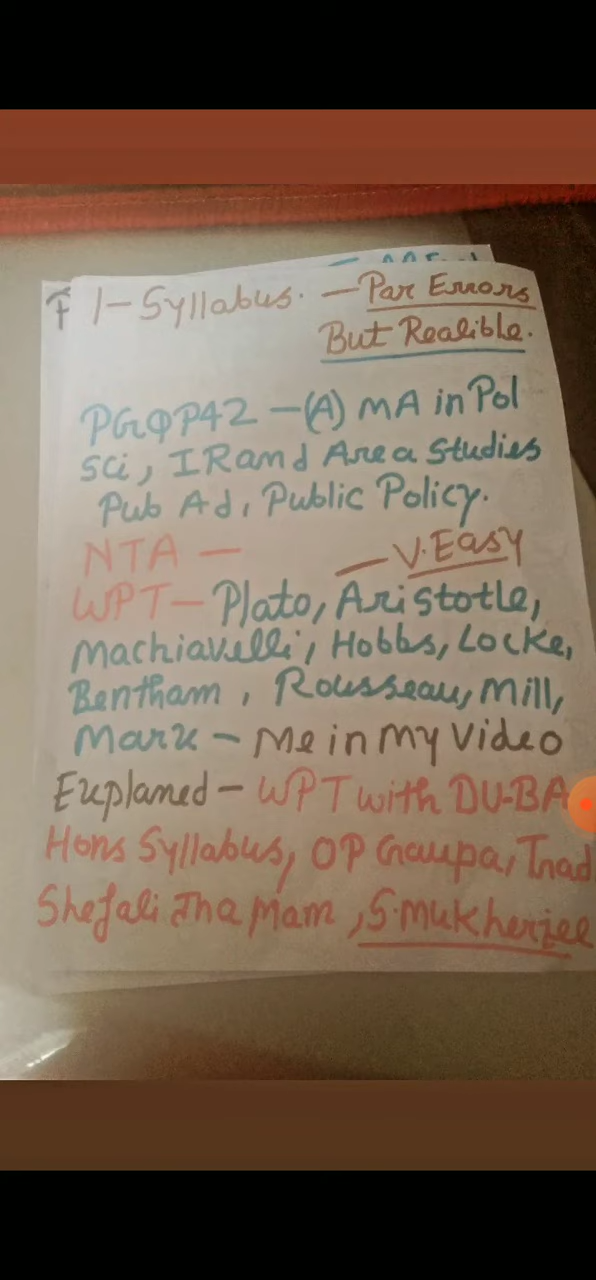 1-Syllabus. - Par Errors
But Realible.
PGQP42 - (A) MA in Pol
Sci, IR and Area Studies
Pub Ad, Public Policy.
NTA -
- V.Easy
WPT - Plato, Aristotle,
Machiavelli, Hobbs, Locke,
Bentham, Rousseau, Mill,
Marx - Me in My Video
Explaned - WPT with DU-BA
Hons Syllabus, OP Gaupa, Trad
Shefali Jha Mam, S.Mukherjee